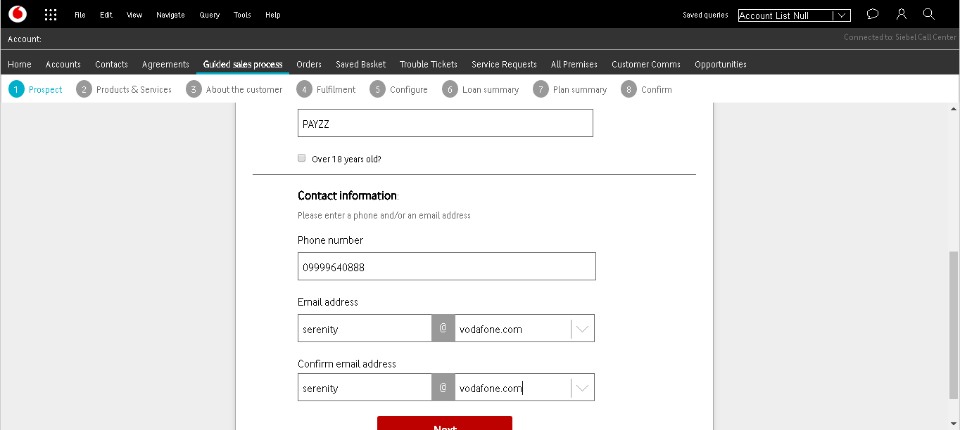 File Edit View Navigate Query Tools Help Saved queries Account List Null
Account: Connected to: Siebel Call Center
Home Accounts Contacts Agreements Guided sales process Orders Saved Basket Trouble Tickets Service Requests All Premises Customer Comms Opportunities
1 Prospect 2 Products & Services 3 About the customer 4 Fulfilment 5 Configure 6 Loan summary 7 Plan summary 8 Confirm
PAYZZ
Over 18 years old?
Contact information
Please enter a phone and/or an email address
Phone number
09999640888
Email address
serenity @ vodafone.com
Confirm email address
serenity @ vodafone.com
Next